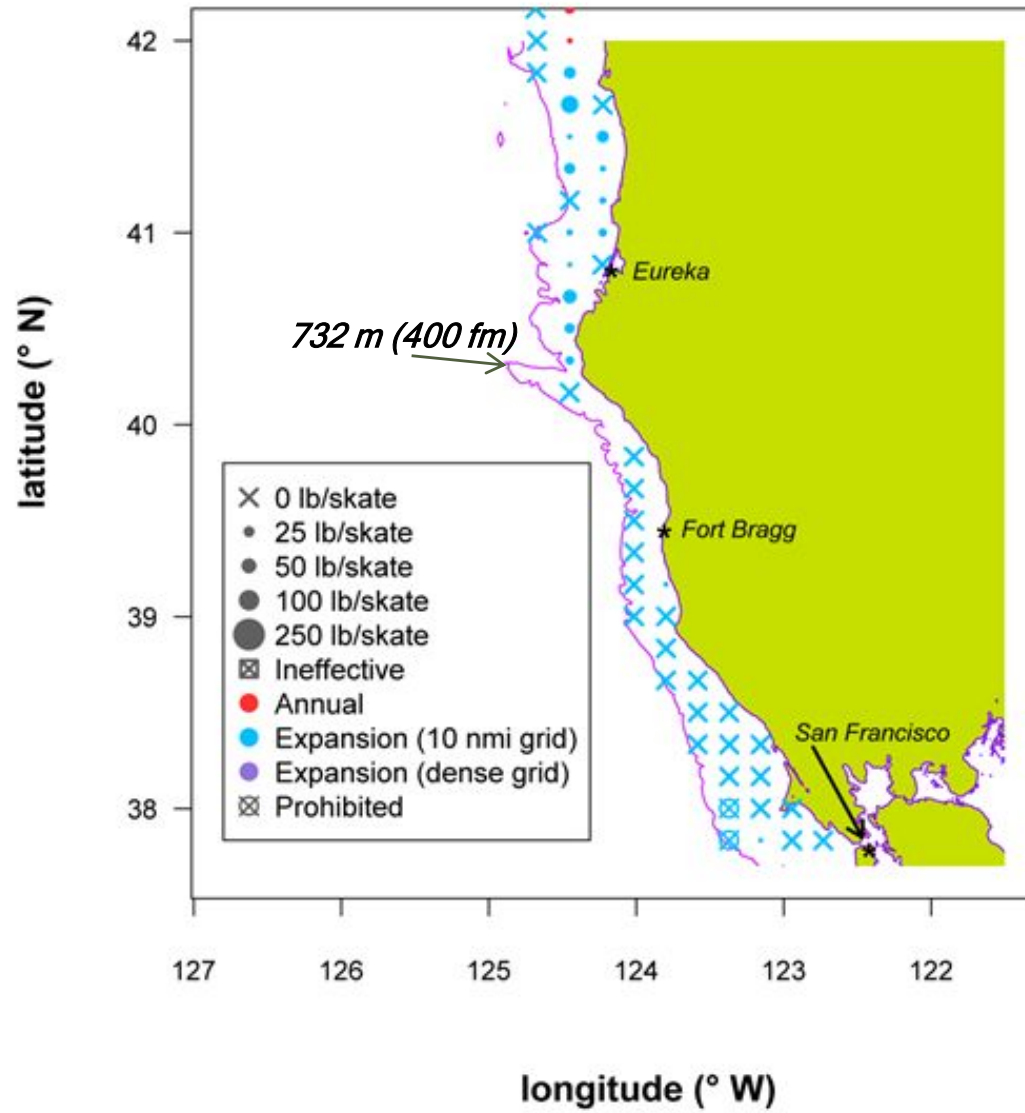 42
41
Eureka
732 m (400 fm)
40
0 lb/skate
25 lb/skate
50 lb/skate
100 lb/skate
250 lb/skate
Ineffective
Annual
Expansion (10 nmi grid)
Expansion (dense grid)
Prohibited
Fort Bragg
39
San Francisco
38
latitude (° N)
127 126 125 124 123 122
longitude (° W)